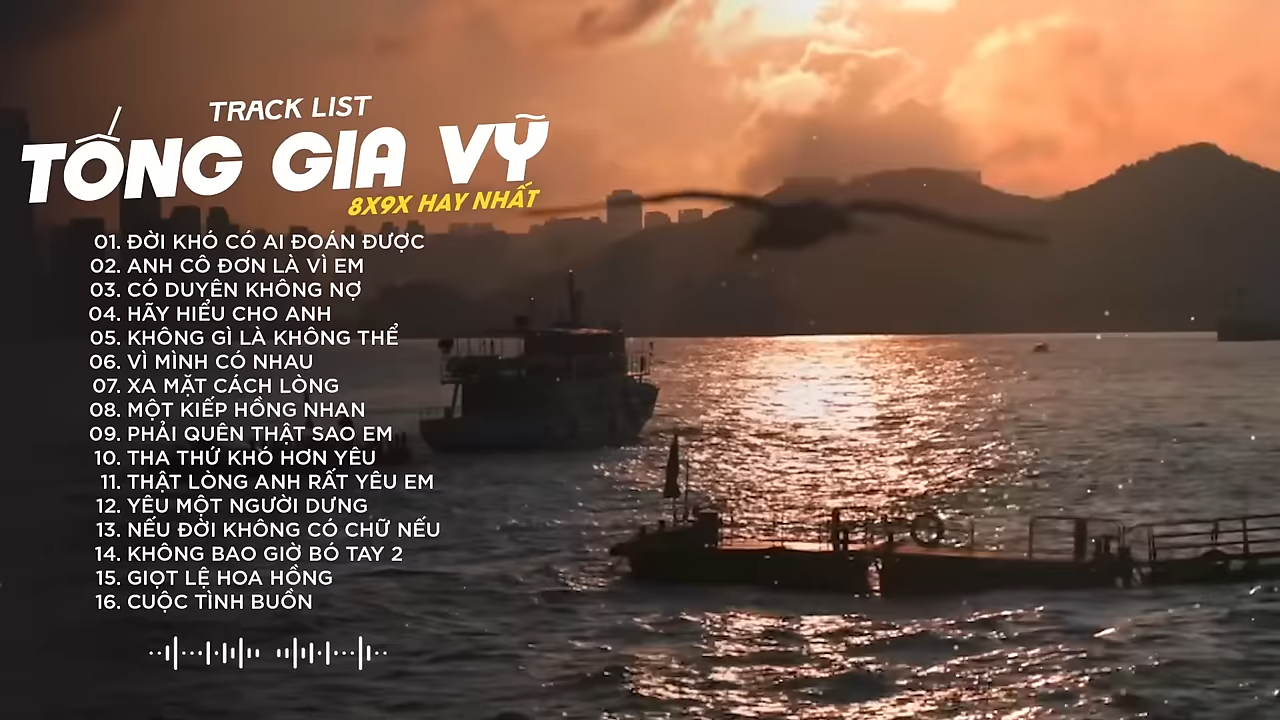 TRACK LIST
TỐNG GIA VỸ
8X9X HAY NHẤT
01. ĐỜI KHÓ CÓ AI ĐOÁN ĐƯỢC
02. ANH CÔ ĐƠN LÀ VÌ EM
03. CÓ DUYÊN KHÔNG NỢ
04. HÃY HIỂU CHO ANH
05. KHÔNG GÌ LÀ KHÔNG THỂ
06. VÌ MÌNH CÓ NHAU
07. XA MẶT CÁCH LÒNG
08. MỘT KIẾP HỒNG NHAN
09. PHẢI QUÊN THẬT SAO EM
10. THA THỨ KHÓ HƠN YÊU
11. THẬT LÒNG ANH RẤT YÊU EM
12. YÊU MỘT NGƯỜI DƯNG
13. NẾU ĐỜI KHÔNG CÓ CHỮ NẾU
14. KHÔNG BAO GIỜ BÓ TAY 2
15. GIỌT LỆ HOA HỒNG
16. CUỘC TÌNH BUỒN